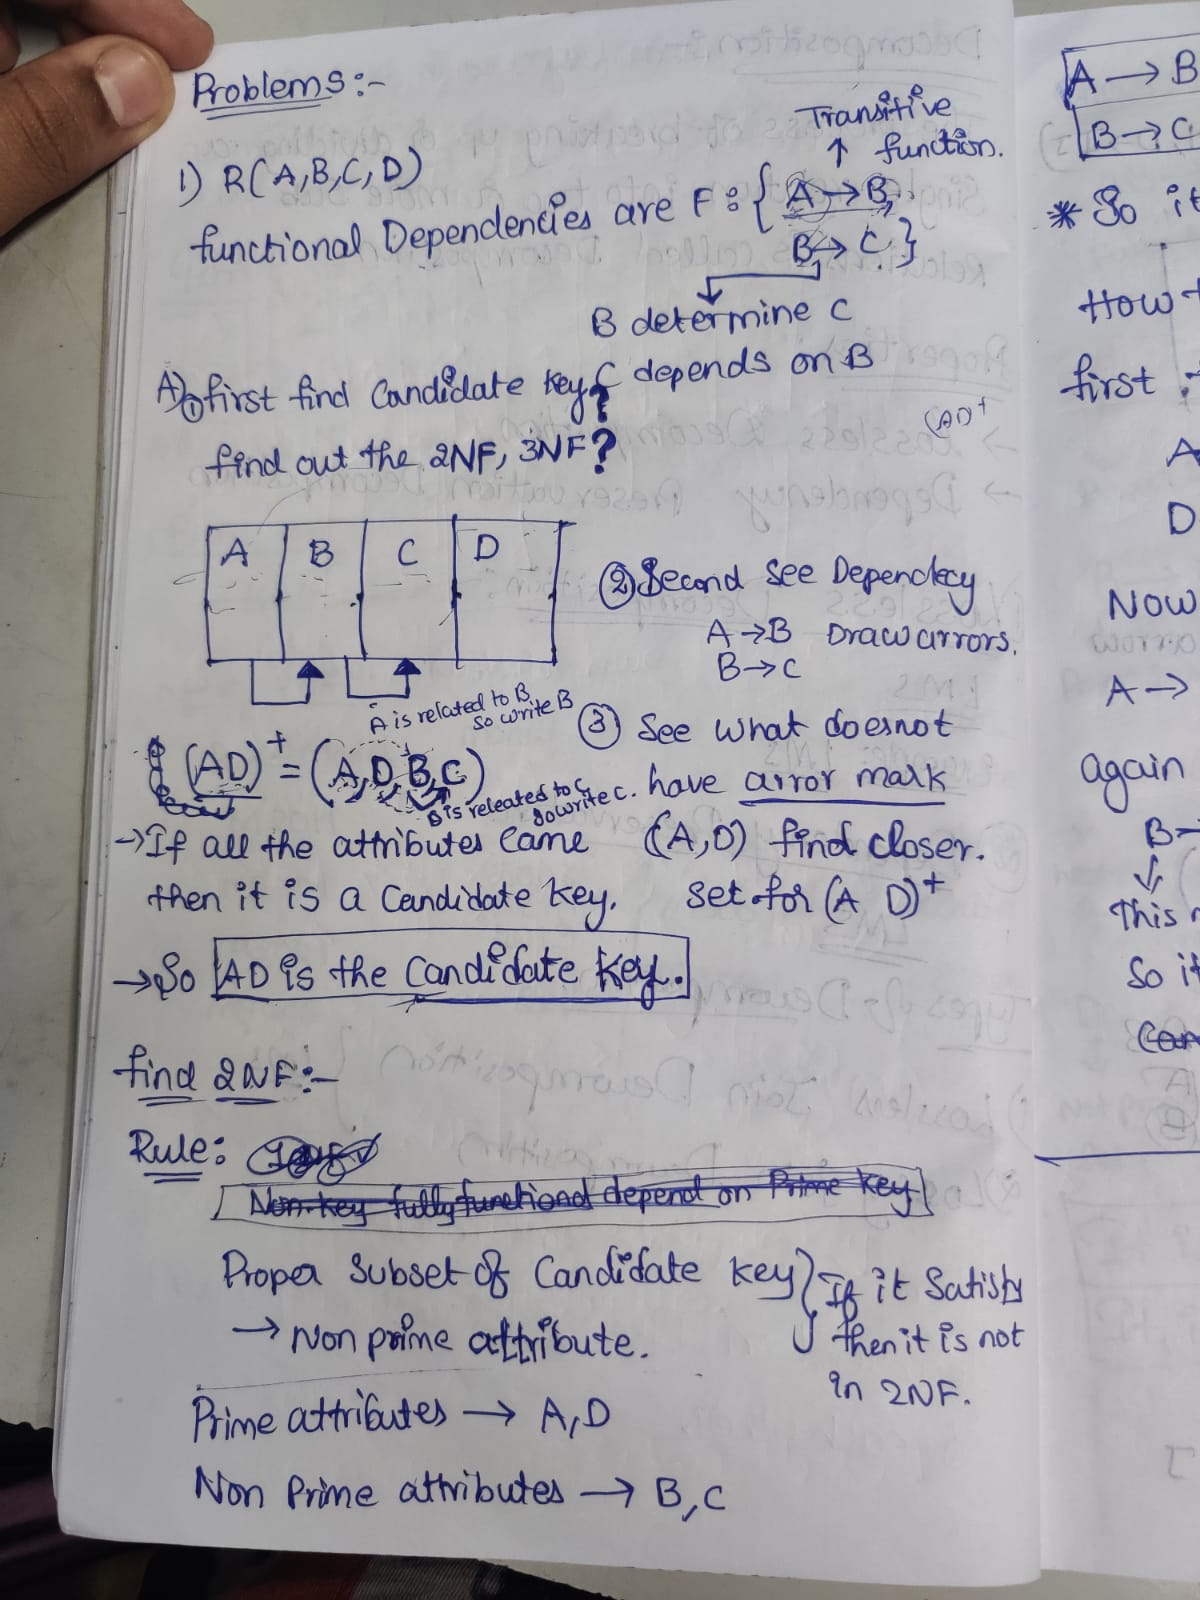 Problems:-
Transitive
↑ function.
1) R(A,B,C,D)
functional Dependencies are F: { A→B,
B→C }
B determine C
C depends on B
A) ① first find Candidate key?
(AD)+
find out the 2NF, 3NF?
A B C D
② Second See Dependecy
A→B Draw arrors.
B→C
A is related to B
so write B
③ See what doesnot
have arror mark
(AD)+ = (A,D,B,C)
B is releated to C
so write C.
(A,D) find closer.
set for (A D)+
→If all the attributes Came
then it is a Candidate key.
→So AD is the Candidate key.
find 2NF:-
Rule:
Non-key fully functional depend on Prime key
Proper Subset of Candidate key
→ Non prime attribute.
If it Satisfy
then it is not
in 2NF.
Prime attributes → A,D
Non Prime attributes → B,C
A → B
B → C
* So it
How
first
A
D
Now
A →
again
B→
This
So it